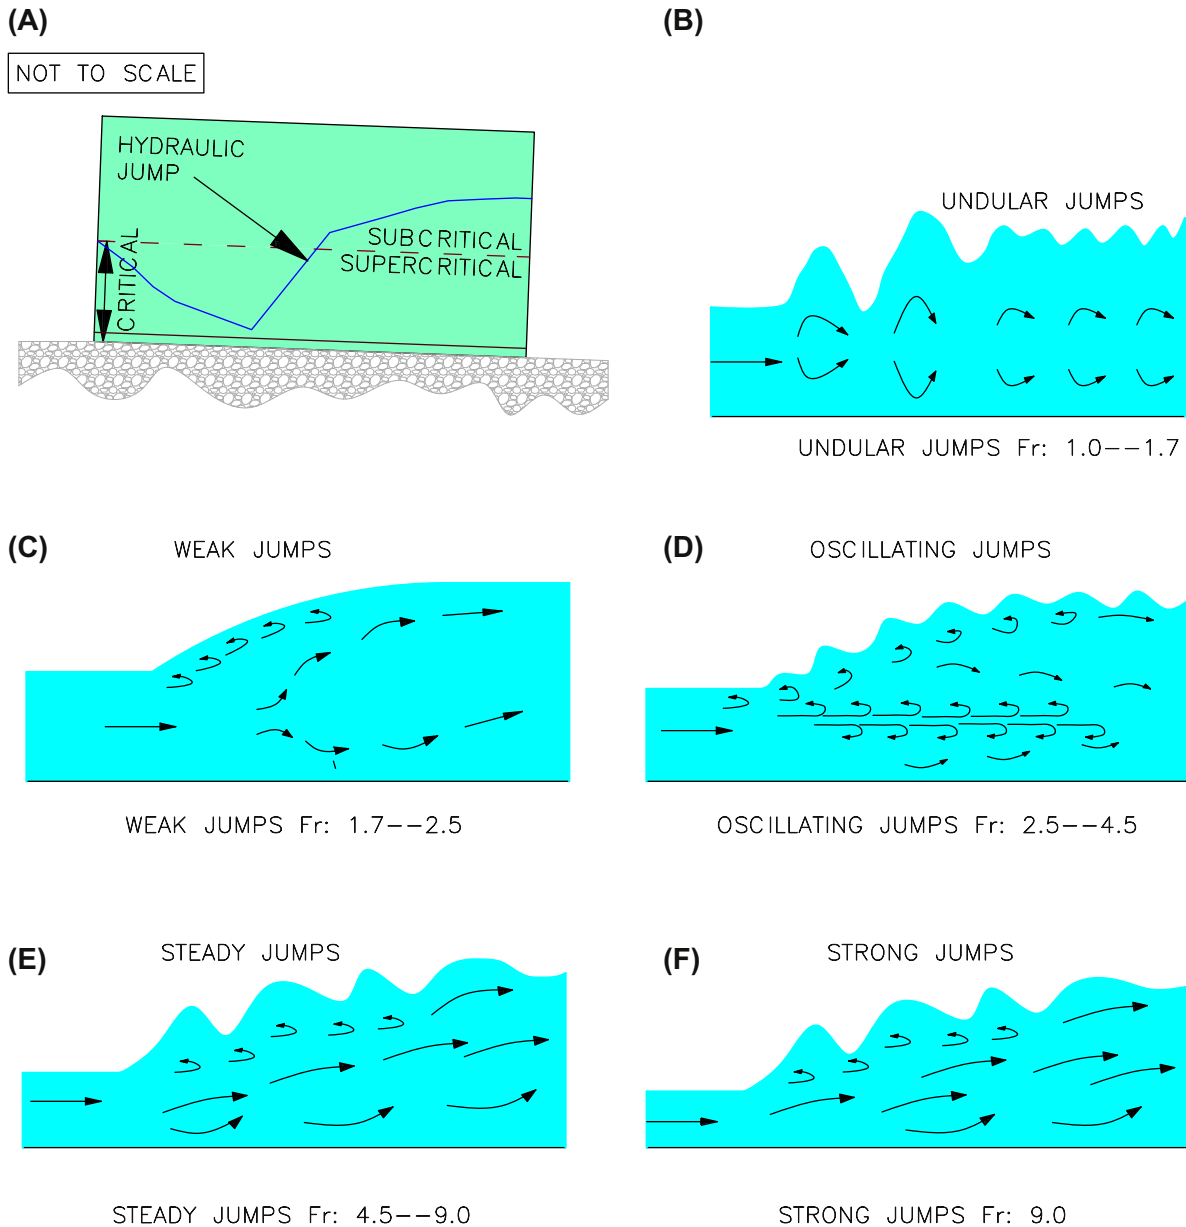 (A)
NOT TO SCALE
HYDRAULIC
JUMP
CRITICAL
SUBCRITICAL
SUPERCRITICAL
(B)
UNDULAR JUMPS
UNDULAR JUMPS Fr: 1.0--1.7
(C)
WEAK JUMPS
WEAK JUMPS Fr: 1.7--2.5
(D)
OSCILLATING JUMPS
OSCILLATING JUMPS Fr: 2.5--4.5
(E)
STEADY JUMPS
STEADY JUMPS Fr: 4.5--9.0
(F)
STRONG JUMPS
STRONG JUMPS Fr: 9.0